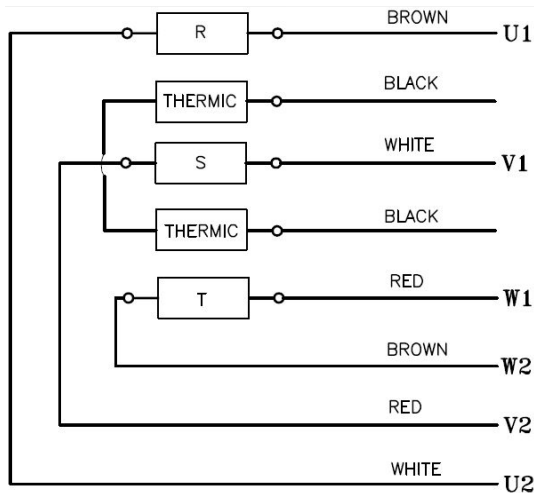 R BROWN U1
THERMIC BLACK
S WHITE V1
THERMIC BLACK
T RED W1
BROWN W2
RED V2
WHITE U2